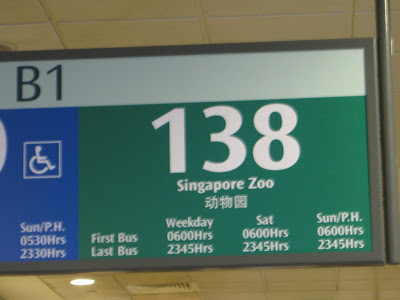 B1
138
Singapore Zoo
动物园
Sun/P.H.
0530Hrs
2330Hrs
Weekday Sat Sun/P.H.
First Bus 0600Hrs 0600Hrs 0600Hrs
Last Bus 2345Hrs 2345Hrs 2345Hrs